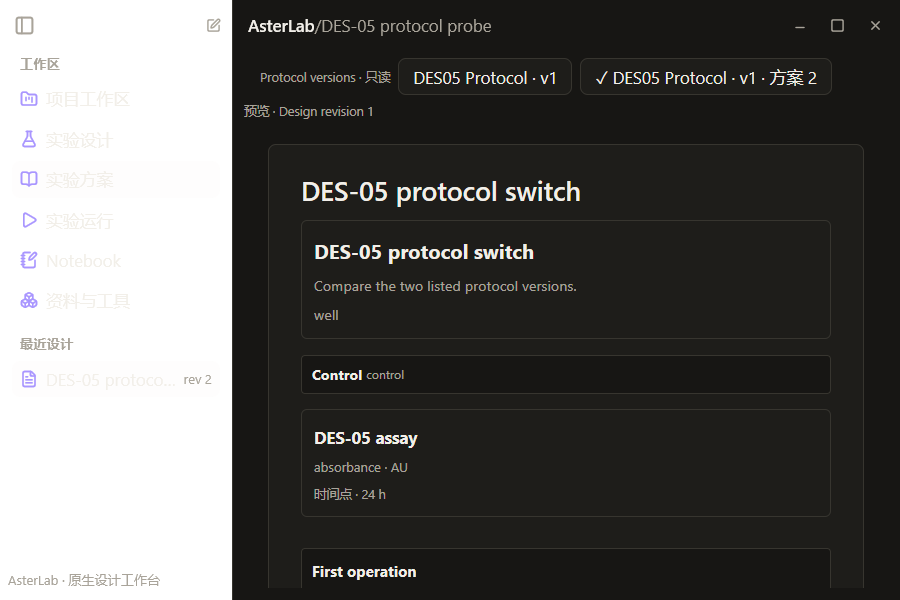 工作区
项目工作区
实验设计
实验方案
实验运行
Notebook
资料与工具
最近设计
DES-05 protoco... rev 2
AsterLab · 原生设计工作台
AsterLab/DES-05 protocol probe
Protocol versions · 只读 DES05 Protocol · v1 ✓ DES05 Protocol · v1 · 方案 2
预览 · Design revision 1
DES-05 protocol switch
DES-05 protocol switch
Compare the two listed protocol versions.
well
Control control
DES-05 assay
absorbance · AU
时间点 · 24 h
First operation